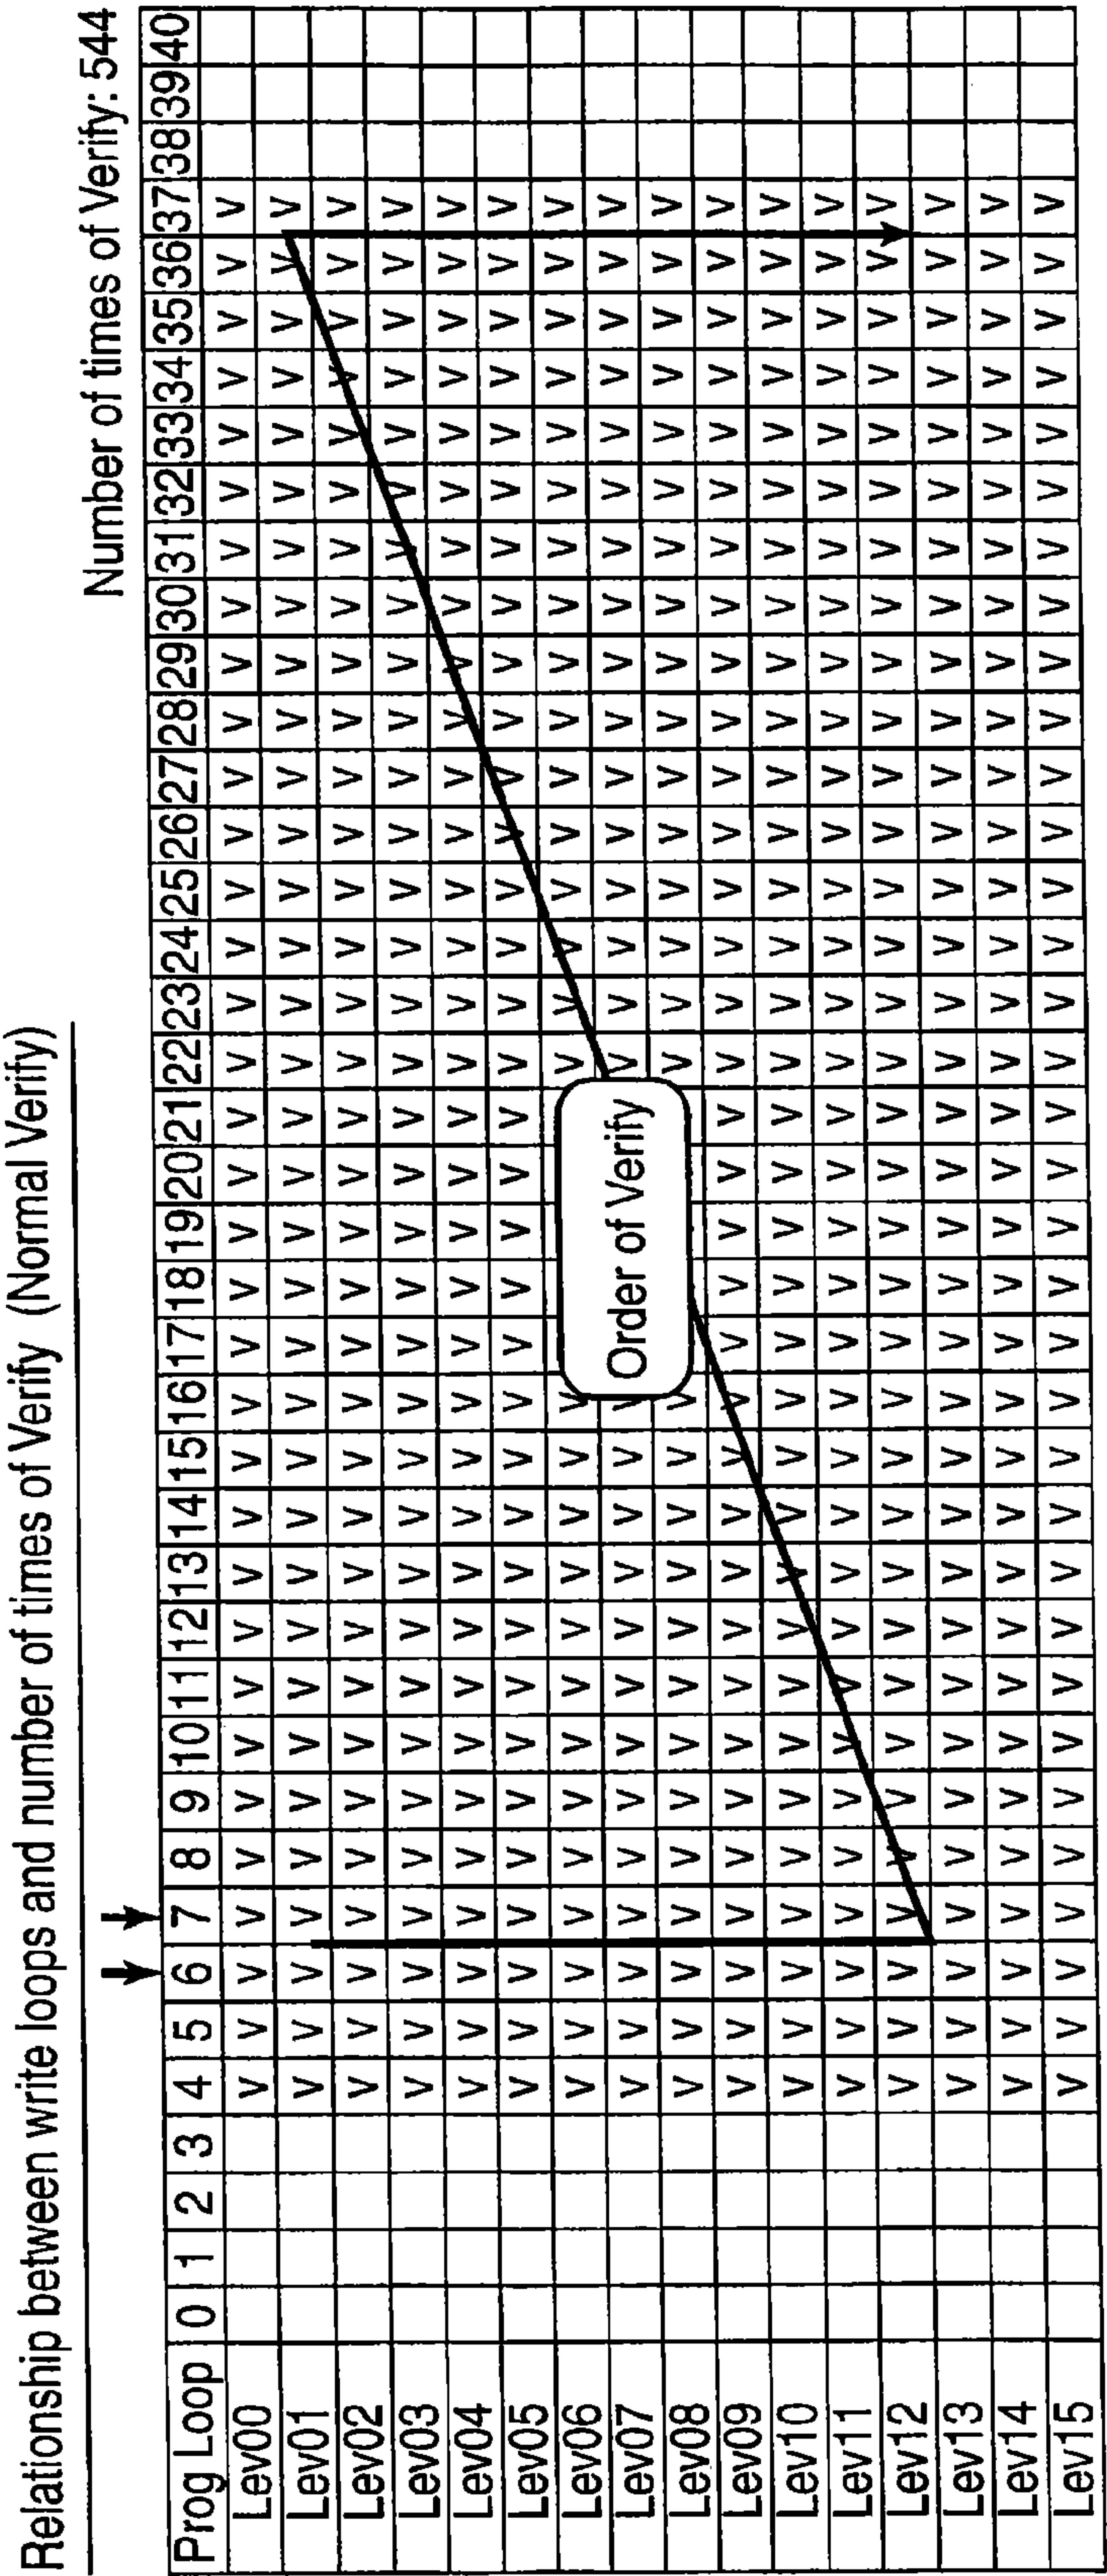 Relationship between write loops and number of times of Verify (Normal Verify)
Number of times of Verify: 544
Prog Loop 0 1 2 3 4 5 6 7 8 9 10 11 12 13 14 15 16 17 18 19 20 21 22 23 24 25 26 27 28 29 30 31 32 33 34 35 36 37 38 39 40
Lev00 V V V V V V V V V V V V V V V V V V V V V V V V V V V V V V V V V V
Lev01 V V V V V V V V V V V V V V V V V V V V V V V V V V V V V V V V V V
Lev02 V V V V V V V V V V V V V V V V V V V V V V V V V V V V V V V V V V
Lev03 V V V V V V V V V V V V V V V V V V V V V V V V V V V V V V V V V V
Lev04 V V V V V V V V V V V V V V V V V V V V V V V V V V V V V V V V V V
Lev05 V V V V V V V V V V V V V V V V V V V V V V V V V V V V V V V V V V
Lev06 V V V V V V V V V V V V V V V V V V V V V V V V V V V V V
Lev07 V V V V V V V V V V V V V Order of Verify V V V V V V V V V V V V V V V V
Lev08 V V V V V V V V V V V V V V V V V V V V V V V V V V V V V
Lev09 V V V V V V V V V V V V V V V V V V V V V V V V V V V V V V V V V V
Lev10 V V V V V V V V V V V V V V V V V V V V V V V V V V V V V V V V V V
Lev11 V V V V V V V V V V V V V V V V V V V V V V V V V V V V V V V V V V
Lev12 V V V V V V V V V V V V V V V V V V V V V V V V V V V V V V V V V V
Lev13 V V V V V V V V V V V V V V V V V V V V V V V V V V V V V V V V V V
Lev14 V V V V V V V V V V V V V V V V V V V V V V V V V V V V V V V V V V
Lev15 V V V V V V V V V V V V V V V V V V V V V V V V V V V V V V V V V V